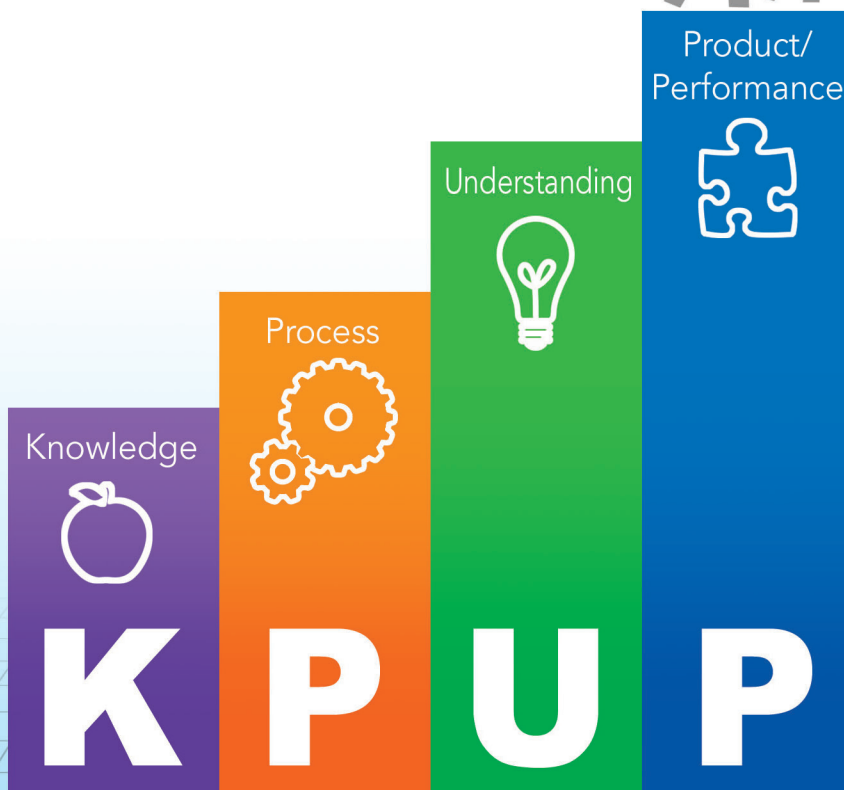 Product/
Performance
Understanding
Process
Knowledge
K P U P